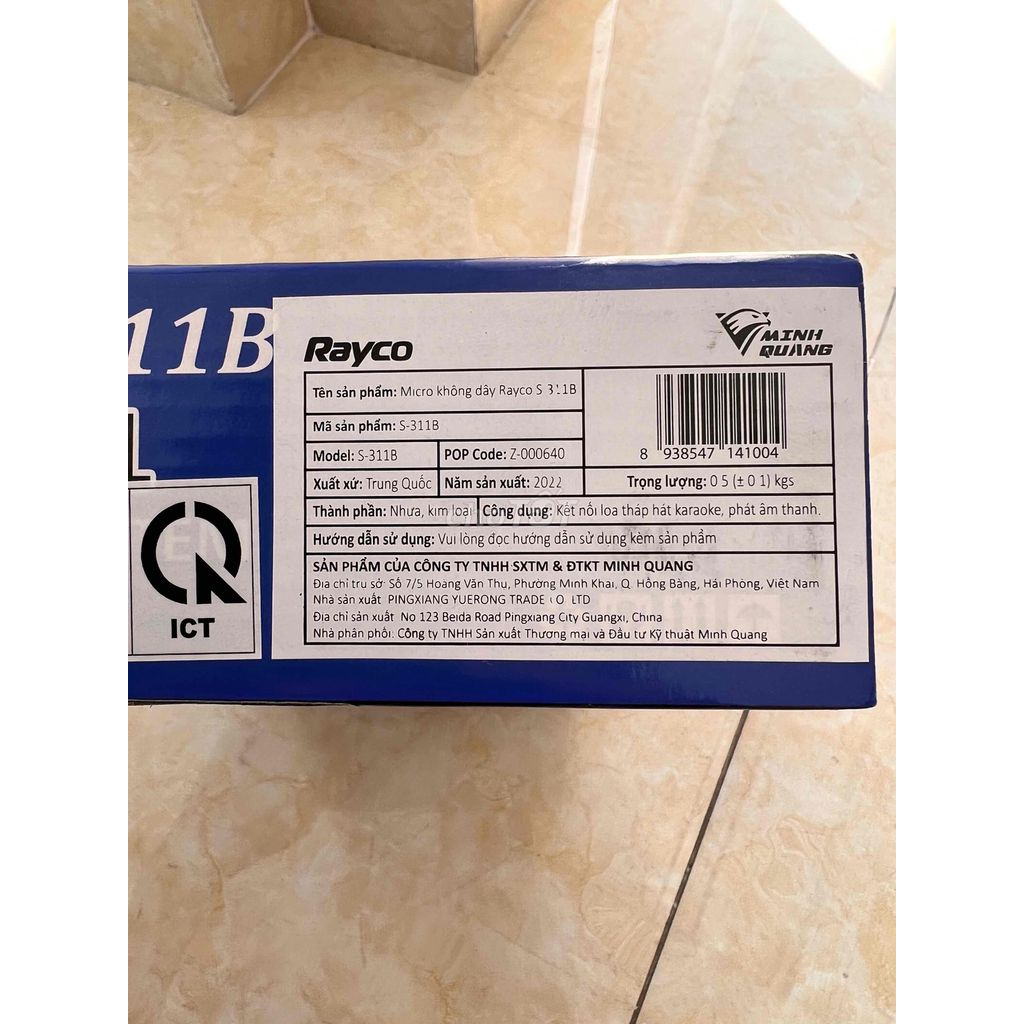 11B
Rayco
MINH
QUANG
Tên sản phẩm: Micro không dây Rayco S 311B
Mã sản phẩm: S-311B
8 938547 141004
Model: S-311B
POP Code: Z-000640
Xuất xứ: Trung Quốc
Năm sản xuất: 2022
Trọng lượng: 0 5 (± 0 1) kgs
Thành phần: Nhựa, kim loại
Công dụng: Kết nối loa tháp hát karaoke, phát âm thanh.
CHỢTỐT
Hướng dẫn sử dụng: Vui lòng đọc hướng dẫn sử dụng kèm sản phẩm
SẢN PHẨM CỦA CÔNG TY TNHH SXTM & ĐTKT MINH QUANG
Địa chỉ trụ sở: Số 7/5 Hoàng Văn Thụ, Phường Minh Khai, Q. Hồng Bàng, Hải Phòng, Việt Nam
Nhà sản xuất PINGXIANG YUERONG TRADE CO LTD
Địa chỉ sản xuất No 123 Beida Road Pingxiang City Guangxi, China
Nhà phân phối: Công ty TNHH Sản xuất Thương mại và Đầu tư Kỹ thuật Minh Quang
ICT